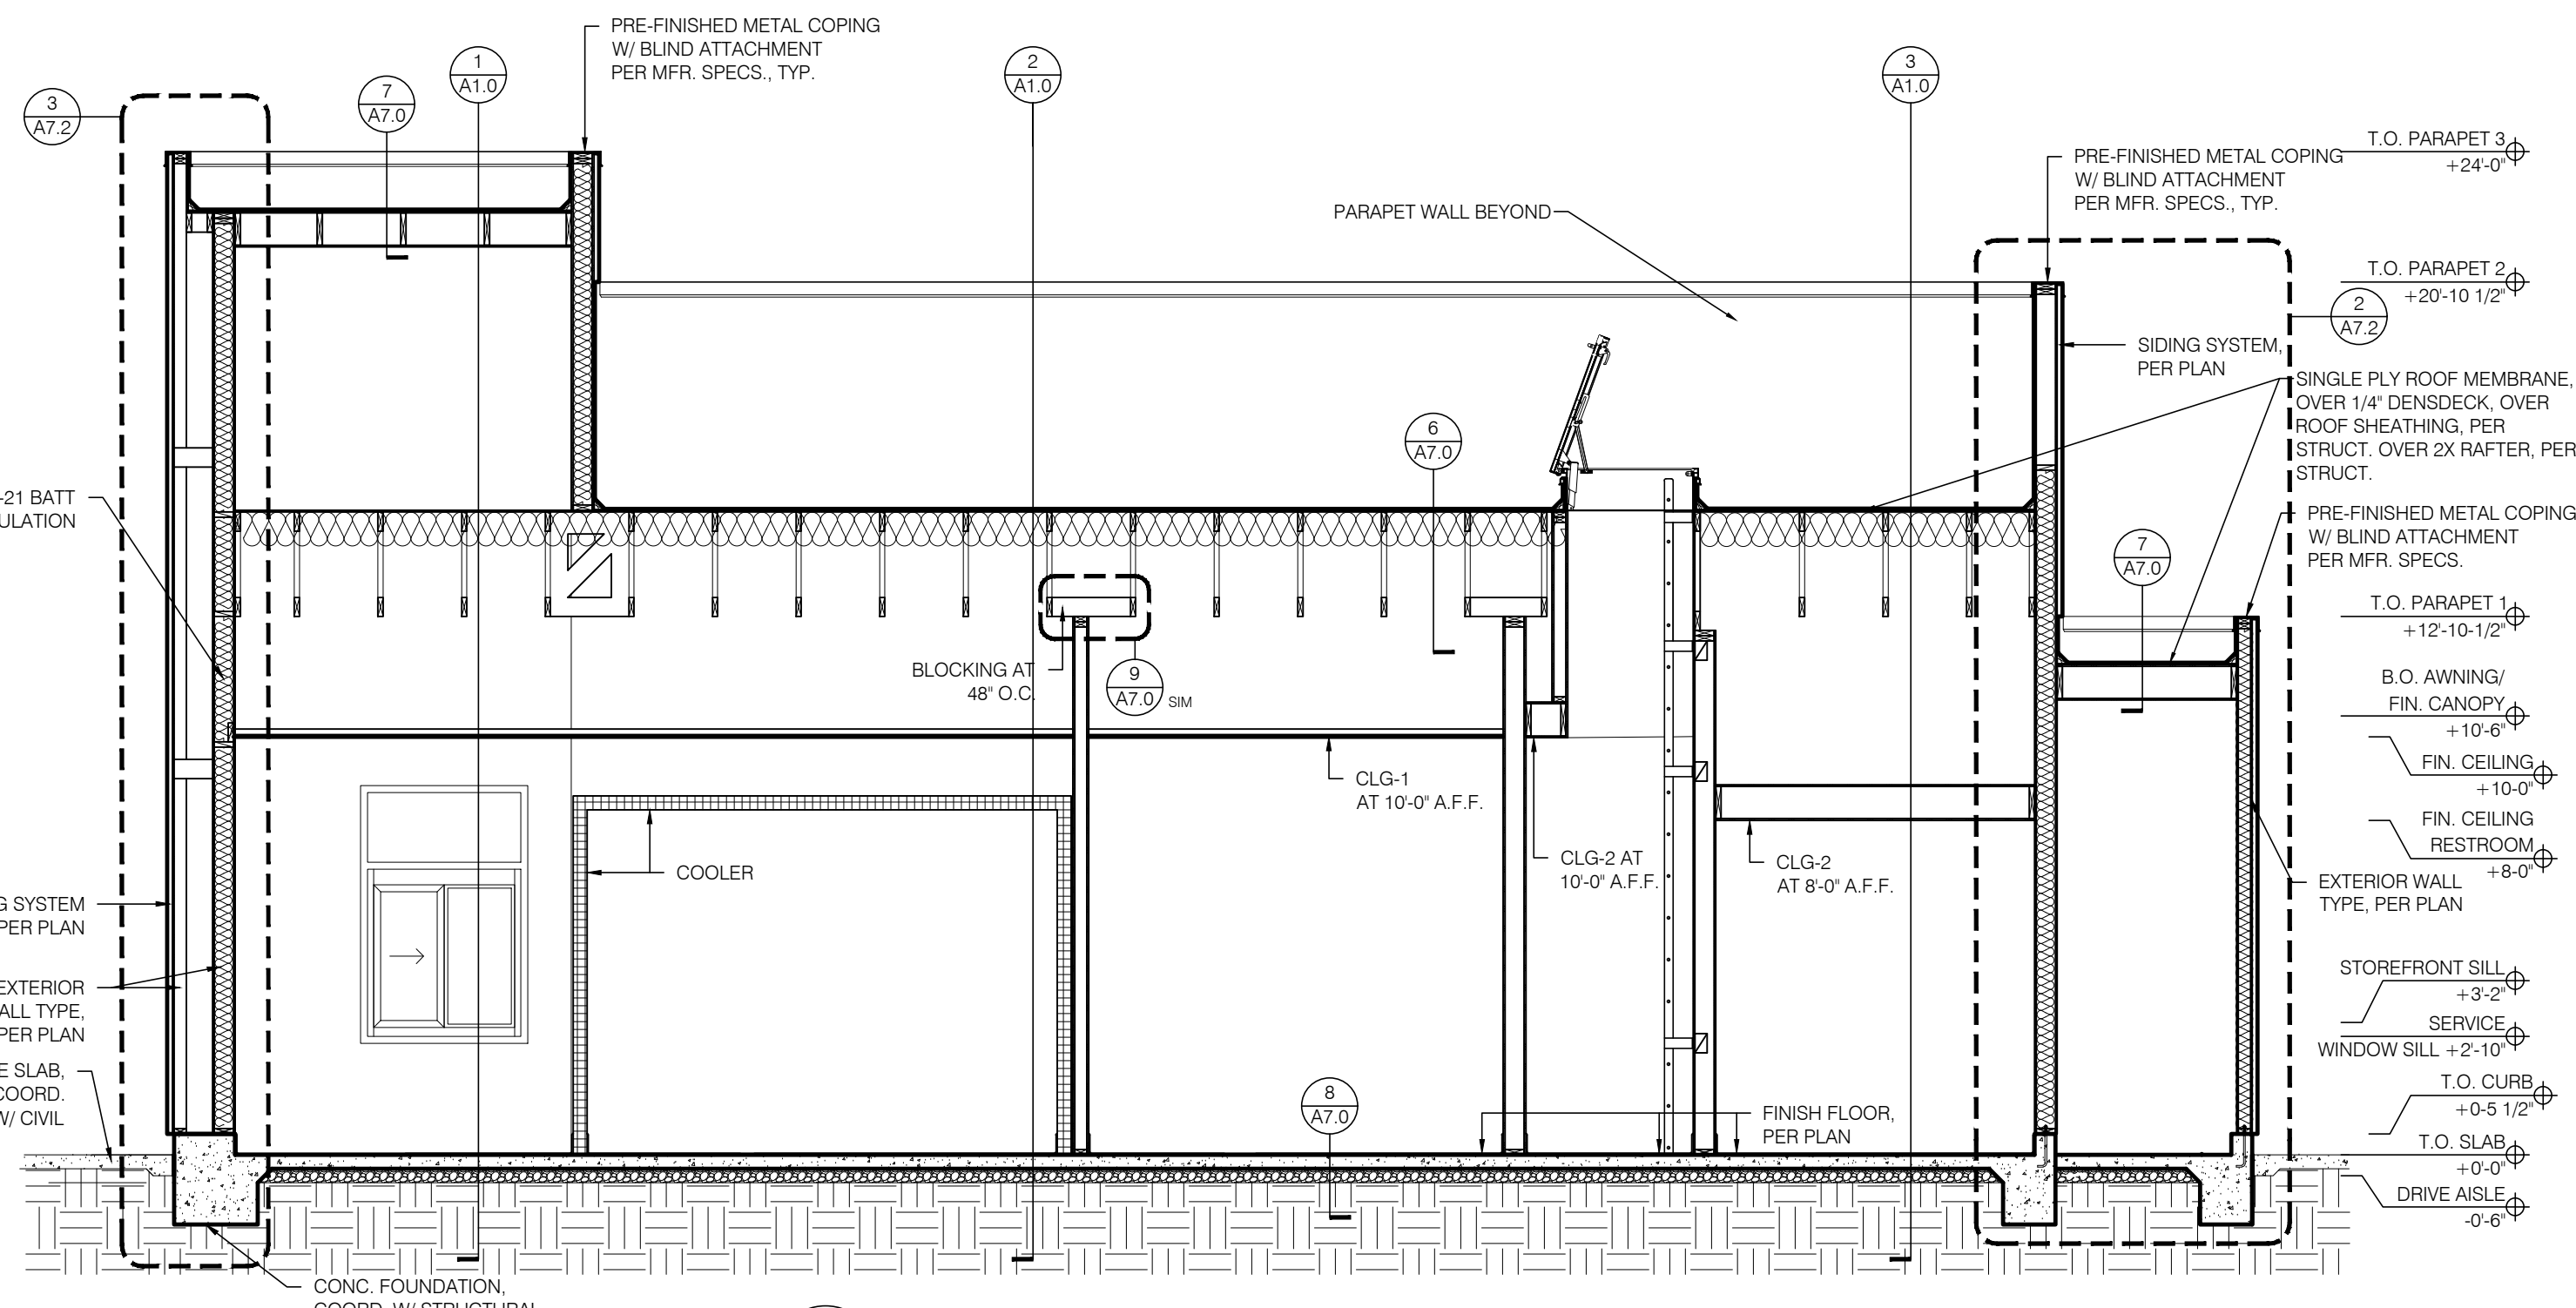 PRE-FINISHED METAL COPING
W/ BLIND ATTACHMENT
PER MFR. SPECS., TYP.
1
A1.0
2
A1.0
3
A1.0
7
A7.0
3
A7.2
T.O. PARAPET 3
+24'-0"
PRE-FINISHED METAL COPING
W/ BLIND ATTACHMENT
PER MFR. SPECS., TYP.
PARAPET WALL BEYOND
T.O. PARAPET 2
+20'-10 1/2"
2
A7.2
SIDING SYSTEM,
PER PLAN
SINGLE PLY ROOF MEMBRANE,
OVER 1/4" DENSDECK, OVER
ROOF SHEATHING, PER
STRUCT. OVER 2X RAFTER, PER
STRUCT.
6
A7.0
-21 BATT
ULATION
PRE-FINISHED METAL COPING
W/ BLIND ATTACHMENT
PER MFR. SPECS.
7
A7.0
T.O. PARAPET 1
+12'-10-1/2"
BLOCKING AT
48" O.C.
9
A7.0
SIM
B.O. AWNING/
FIN. CANOPY
+10'-6"
FIN. CEILING
+10-0"
CLG-1
AT 10'-0" A.F.F.
FIN. CEILING
RESTROOM
+8-0"
COOLER
CLG-2 AT
10'-0" A.F.F.
CLG-2
AT 8'-0" A.F.F.
EXTERIOR WALL
TYPE, PER PLAN
G SYSTEM
PER PLAN
STOREFRONT SILL
+3'-2"
EXTERIOR
ALL TYPE,
PER PLAN
SERVICE
WINDOW SILL +2'-10"
E SLAB,
COORD.
W/ CIVIL
8
A7.0
FINISH FLOOR,
PER PLAN
T.O. CURB
+0-5 1/2"
T.O. SLAB
+0'-0"
DRIVE AISLE
-0'-6"
CONC. FOUNDATION,
COORD. W/ STRUCTURAL